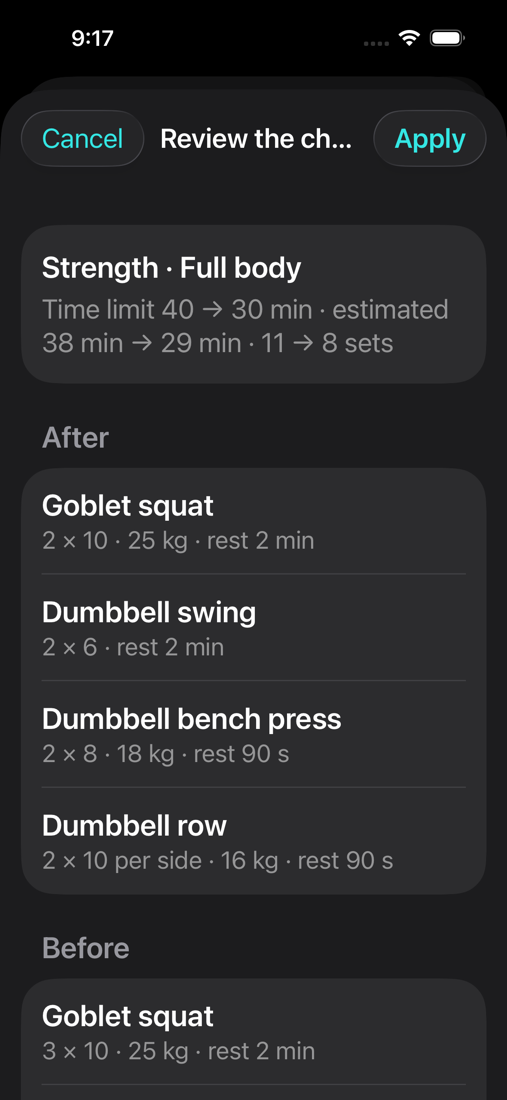 9:17
Cancel
Review the ch...
Apply
Strength · Full body
Time limit 40 → 30 min · estimated
38 min → 29 min · 11 → 8 sets
After
Goblet squat
2 × 10 · 25 kg · rest 2 min
Dumbbell swing
2 × 6 · rest 2 min
Dumbbell bench press
2 × 8 · 18 kg · rest 90 s
Dumbbell row
2 × 10 per side · 16 kg · rest 90 s
Before
Goblet squat
3 × 10 · 25 kg · rest 2 min